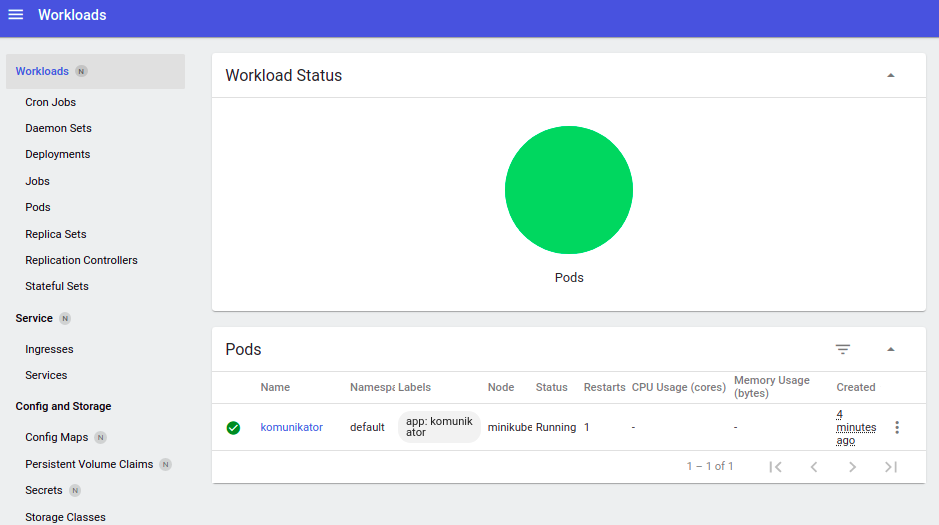 Workloads
Workloads N
Cron Jobs
Daemon Sets
Deployments
Jobs
Pods
Replica Sets
Replication Controllers
Stateful Sets
Service N
Ingresses
Services
Config and Storage
Config Maps N
Persistent Volume Claims N
Secrets N
Storage Classes
Workload Status
Pods
Pods
Name Namespa Labels Node Status Restarts CPU Usage (cores) Memory Usage
(bytes) Created
komunikator default app: komunik
ator minikube Running 1 - - 4
minutes
ago
1 – 1 of 1